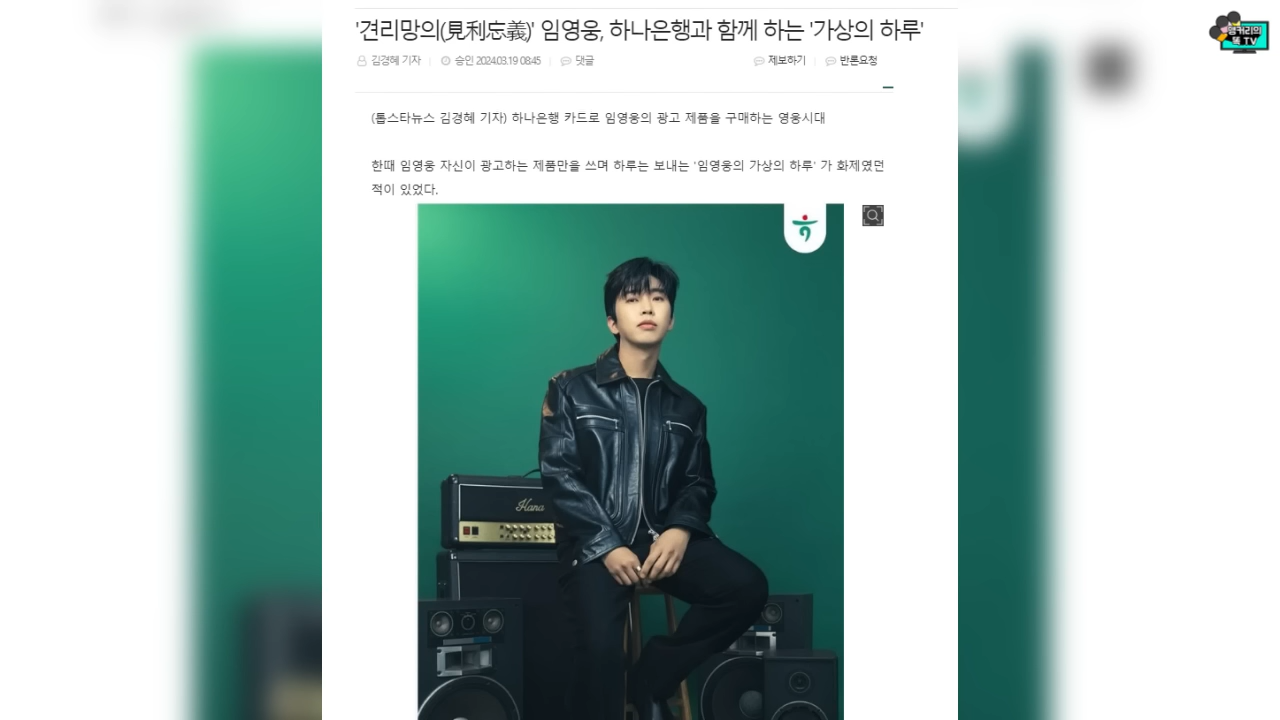 '견리망의(見利忘義)' 임영웅, 하나은행과 함께 하는 '가상의 하루'
김경혜 기자
승인 2024.03.19 08:45
댓글
제보하기
반론요청
(톱스타뉴스 김경혜 기자) 하나은행 카드로 임영웅의 광고 제품을 구매하는 영웅시대
한때 임영웅 자신이 광고하는 제품만을 쓰며 하루는 보내는 '임영웅의 가상의 하루' 가 화제였던
적이 있었다.
Hana